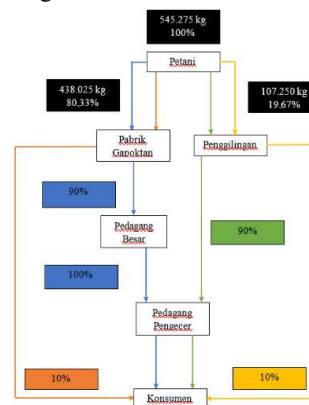 545.275 kg
100%
Petani
438.025 kg
80,33%
107.250 kg
19.67%
Pabrik
Gapoktan
Penggilingan
90%
Pedagang
Besar
90%
100%
Pedagang
Pengecer
10%
10%
Konsumen